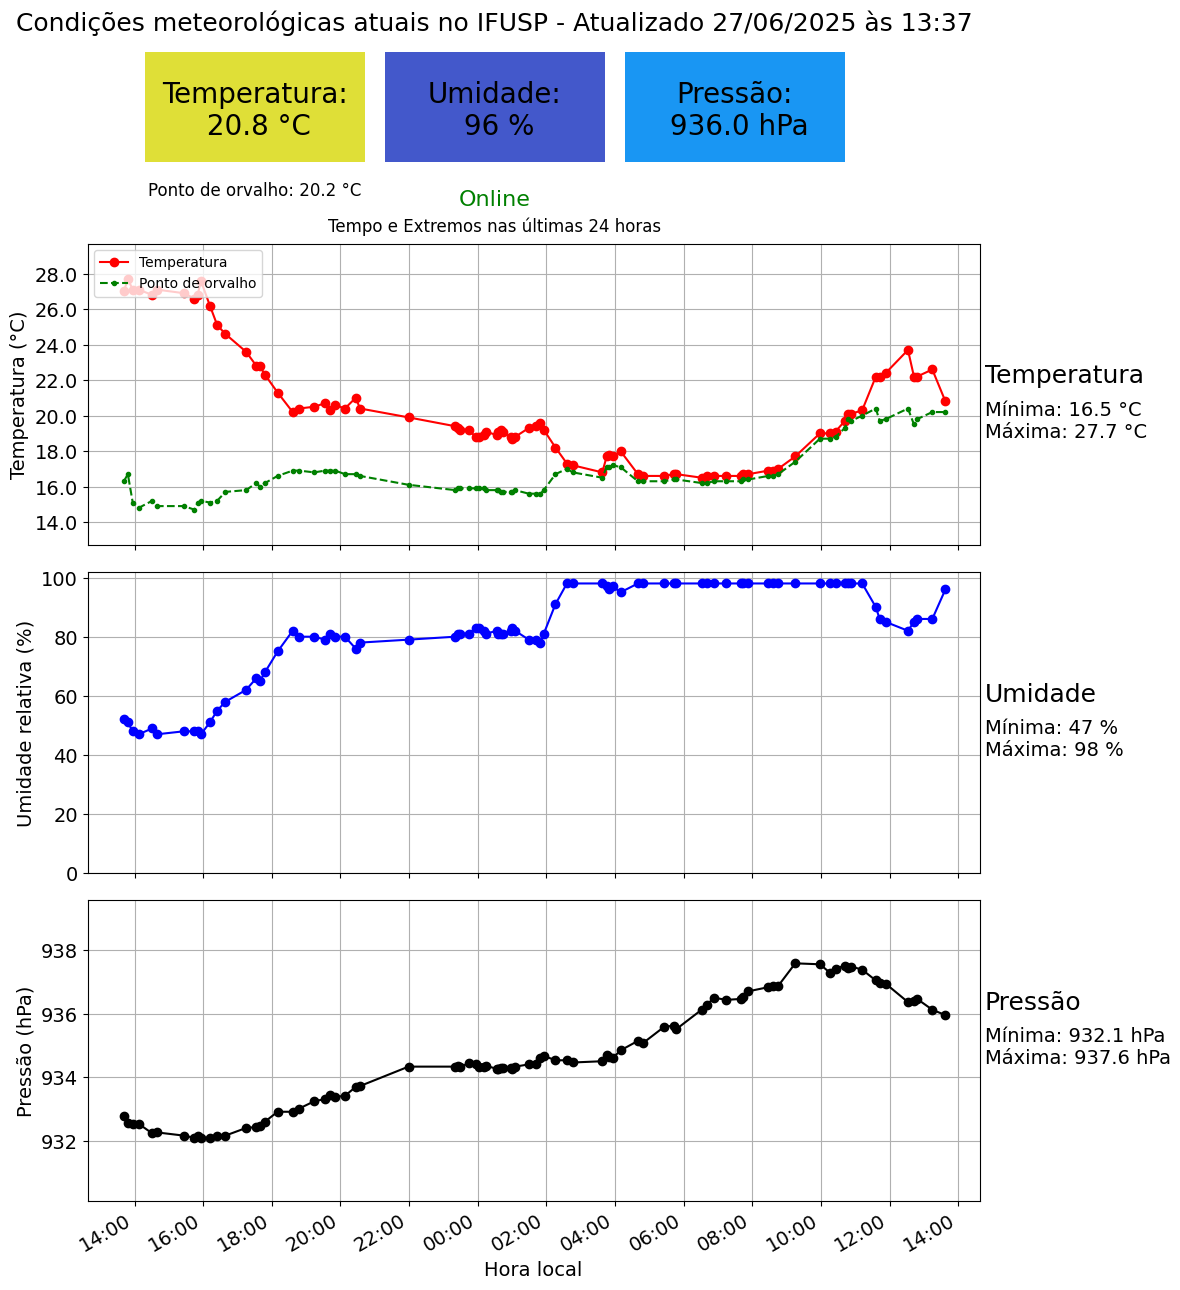 Condições meteorológicas atuais no IFUSP - Atualizado 27/06/2025 às 13:37
Temperatura:
20.8 °C
Umidade:
96 %
Pressão:
936.0 hPa
Ponto de orvalho: 20.2 °C
Online
Tempo e Extremos nas últimas 24 horas
Temperatura
Ponto de orvalho
Temperatura (°C)
28.0
26.0
24.0
22.0
20.0
18.0
16.0
14.0
Temperatura
Mínima: 16.5 °C
Máxima: 27.7 °C
Umidade relativa (%)
100
80
60
40
20
0
Umidade
Mínima: 47 %
Máxima: 98 %
Pressão (hPa)
938
936
934
932
Pressão
Mínima: 932.1 hPa
Máxima: 937.6 hPa
14:00 16:00 18:00 20:00 22:00 00:00 02:00 04:00 06:00 08:00 10:00 12:00 14:00
Hora local